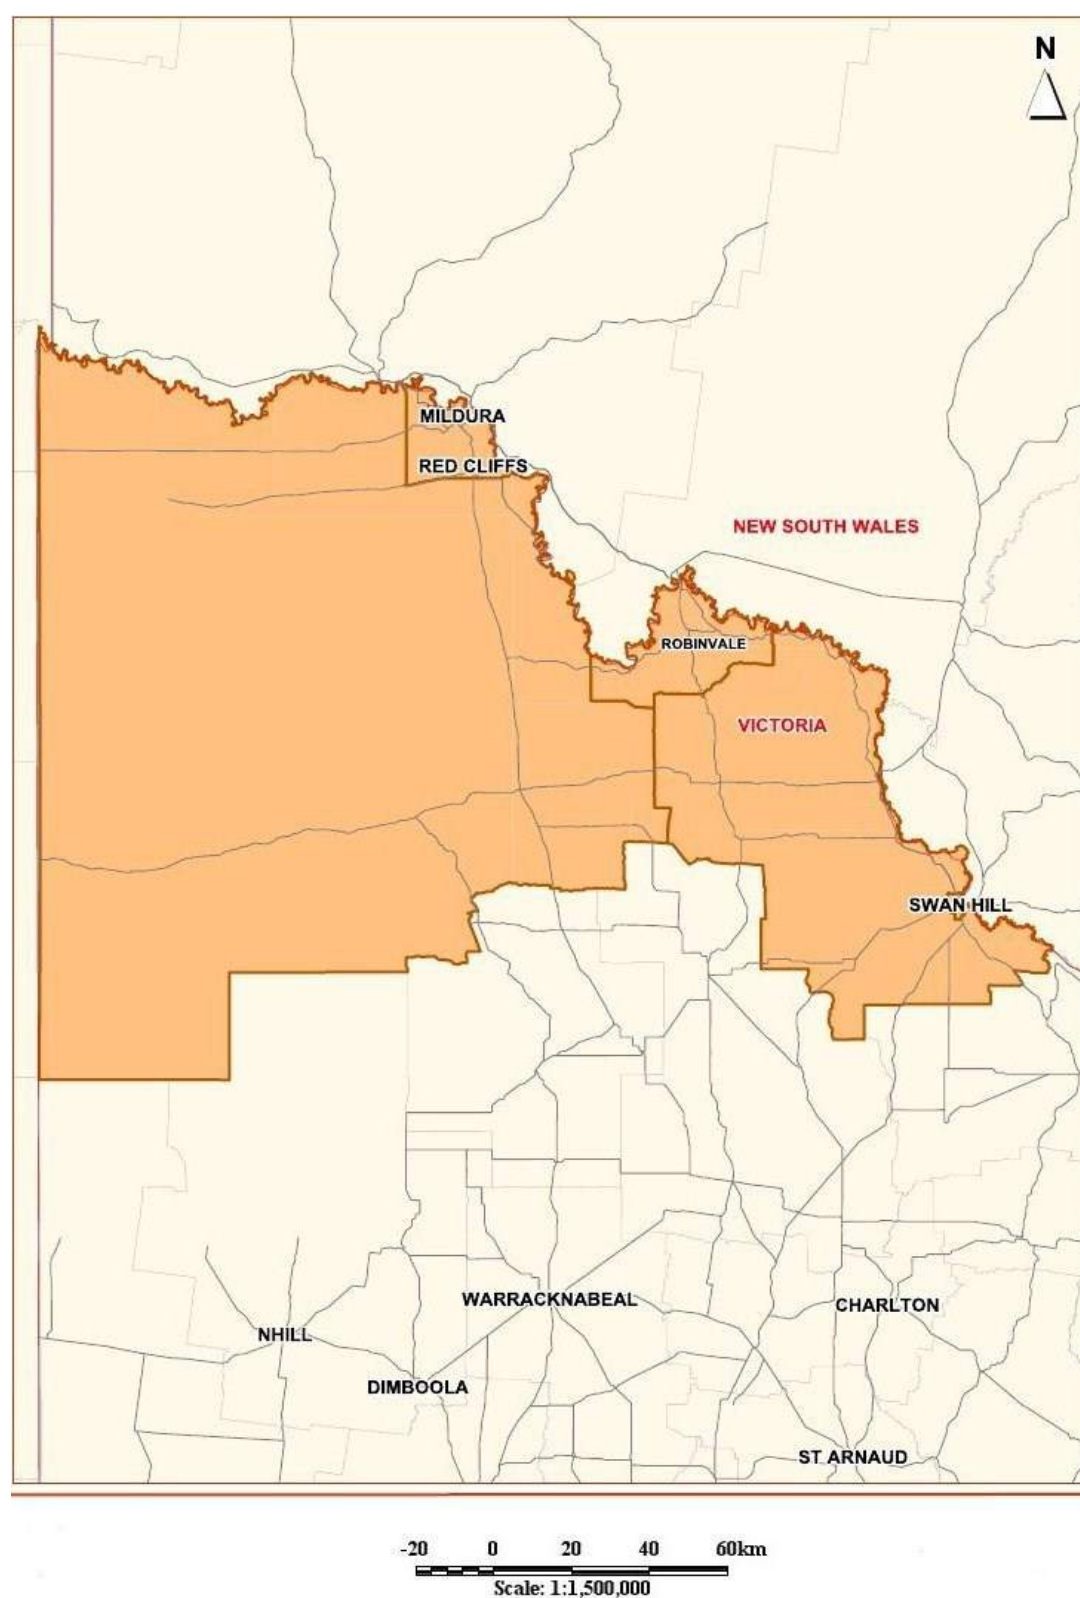 N
MILDURA
RED CLIFFS
NEW SOUTH WALES
ROBINVALE
VICTORIA
SWAN HILL
WARRACKNABEAL
CHARLTON
NHILL
DIMBOOLA
ST ARNAUD
-20 0 20 40 60km
Scale: 1:1,500,000